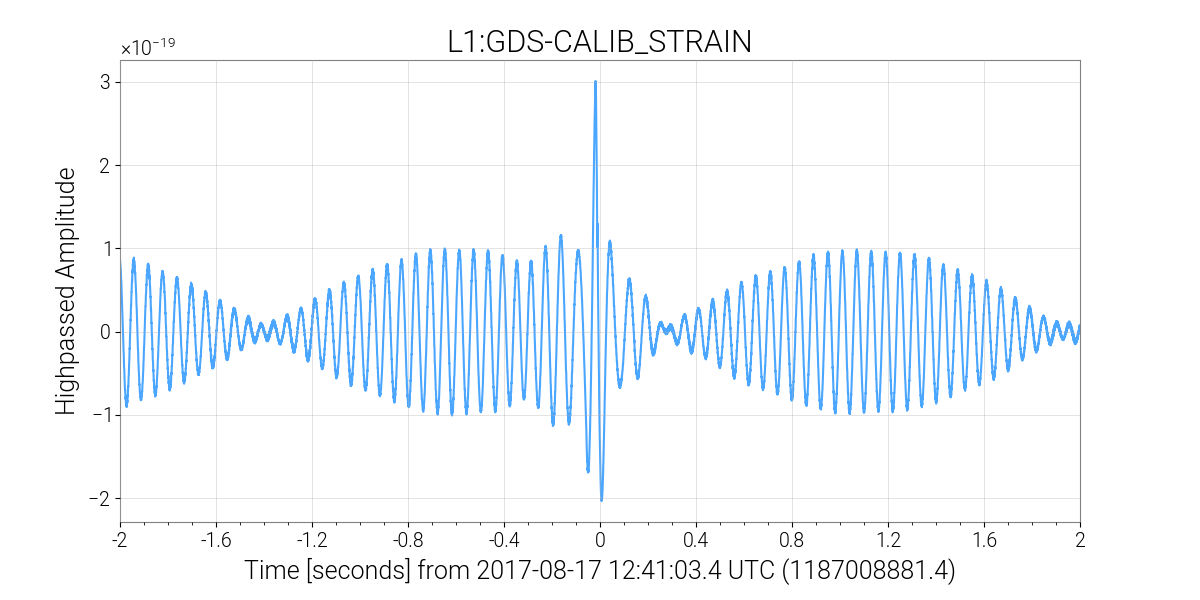 L1:GDS-CALIB_STRAIN
×10⁻¹⁹
Highpassed Amplitude
3
2
1
0
−1
−2
-2 -1.6 -1.2 -0.8 -0.4 0 0.4 0.8 1.2 1.6 2
Time [seconds] from 2017-08-17 12:41:03.4 UTC (1187008881.4)